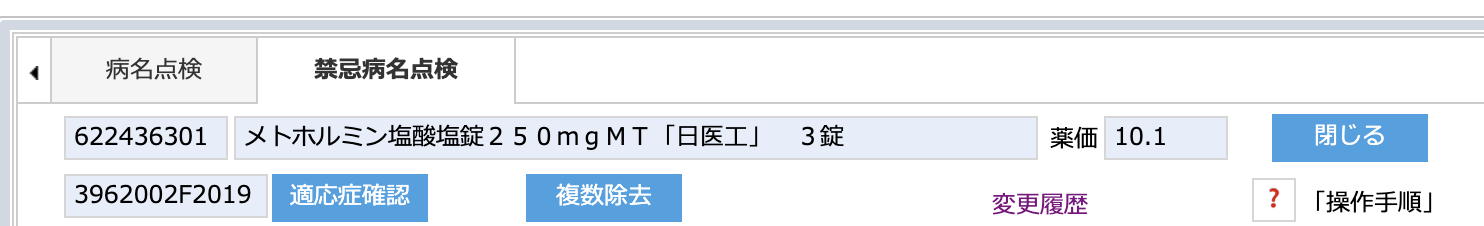 病名点検 禁忌病名点検
622436301 メトホルミン塩酸塩錠２５０ｍｇＭＴ「日医工」　３錠 薬価 10.1 閉じる
3962002F2019 適応症確認 複数除去 変更履歴 ? 「操作手順」